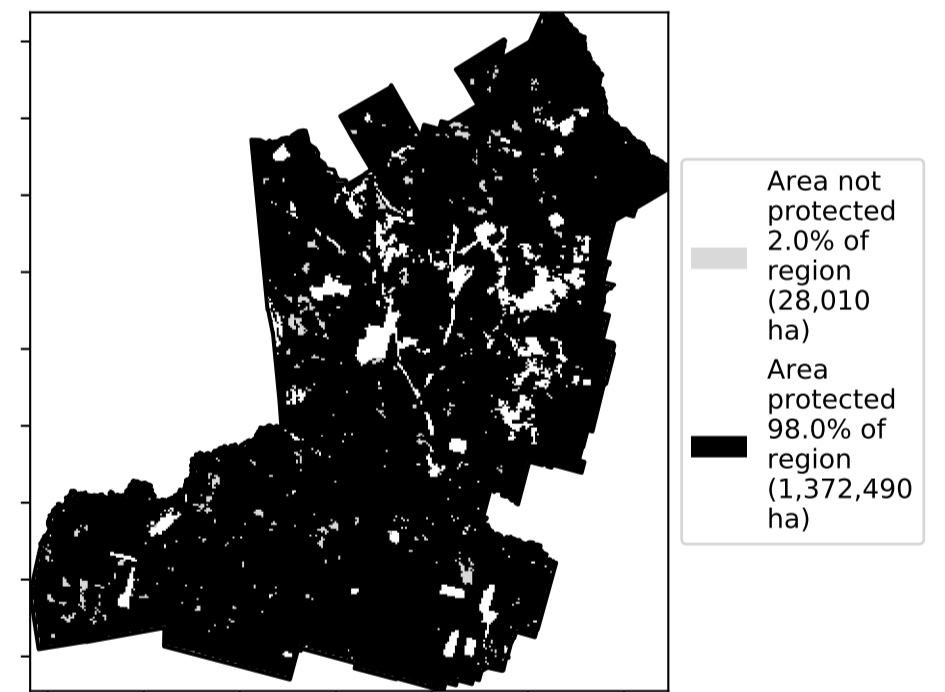 Area not
protected
2.0% of
region
(28,010
ha)
Area
protected
98.0% of
region
(1,372,490
ha)